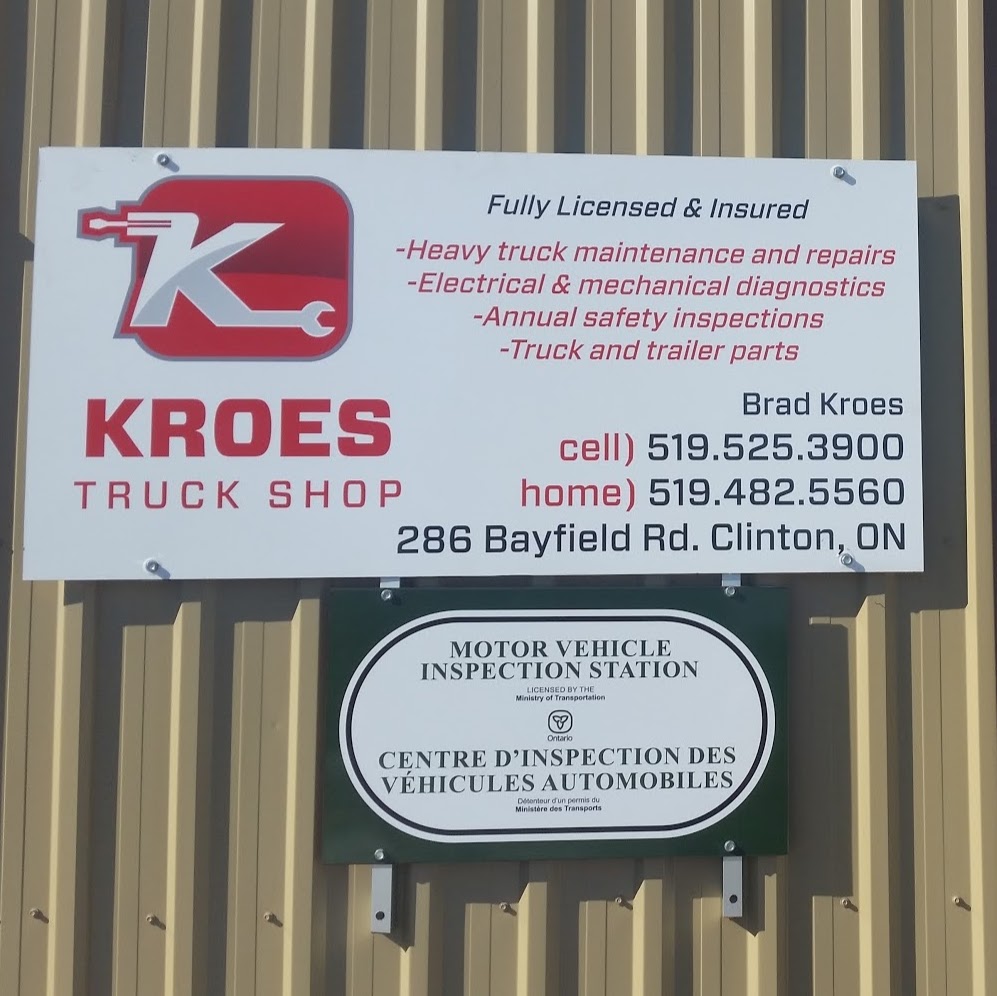 K
KROES
TRUCK SHOP
Fully Licensed & Insured
-Heavy truck maintenance and repairs
-Electrical & mechanical diagnostics
-Annual safety inspections
-Truck and trailer parts
Brad Kroes
cell) 519.525.3900
home) 519.482.5560
286 Bayfield Rd. Clinton, ON
MOTOR VEHICLE
INSPECTION STATION
LICENSED BY THE
Ministry of Transportation
Ontario
CENTRE D'INSPECTION DES
VÉHICULES AUTOMOBILES
Détenteur d'un permis du
Ministère des Transports